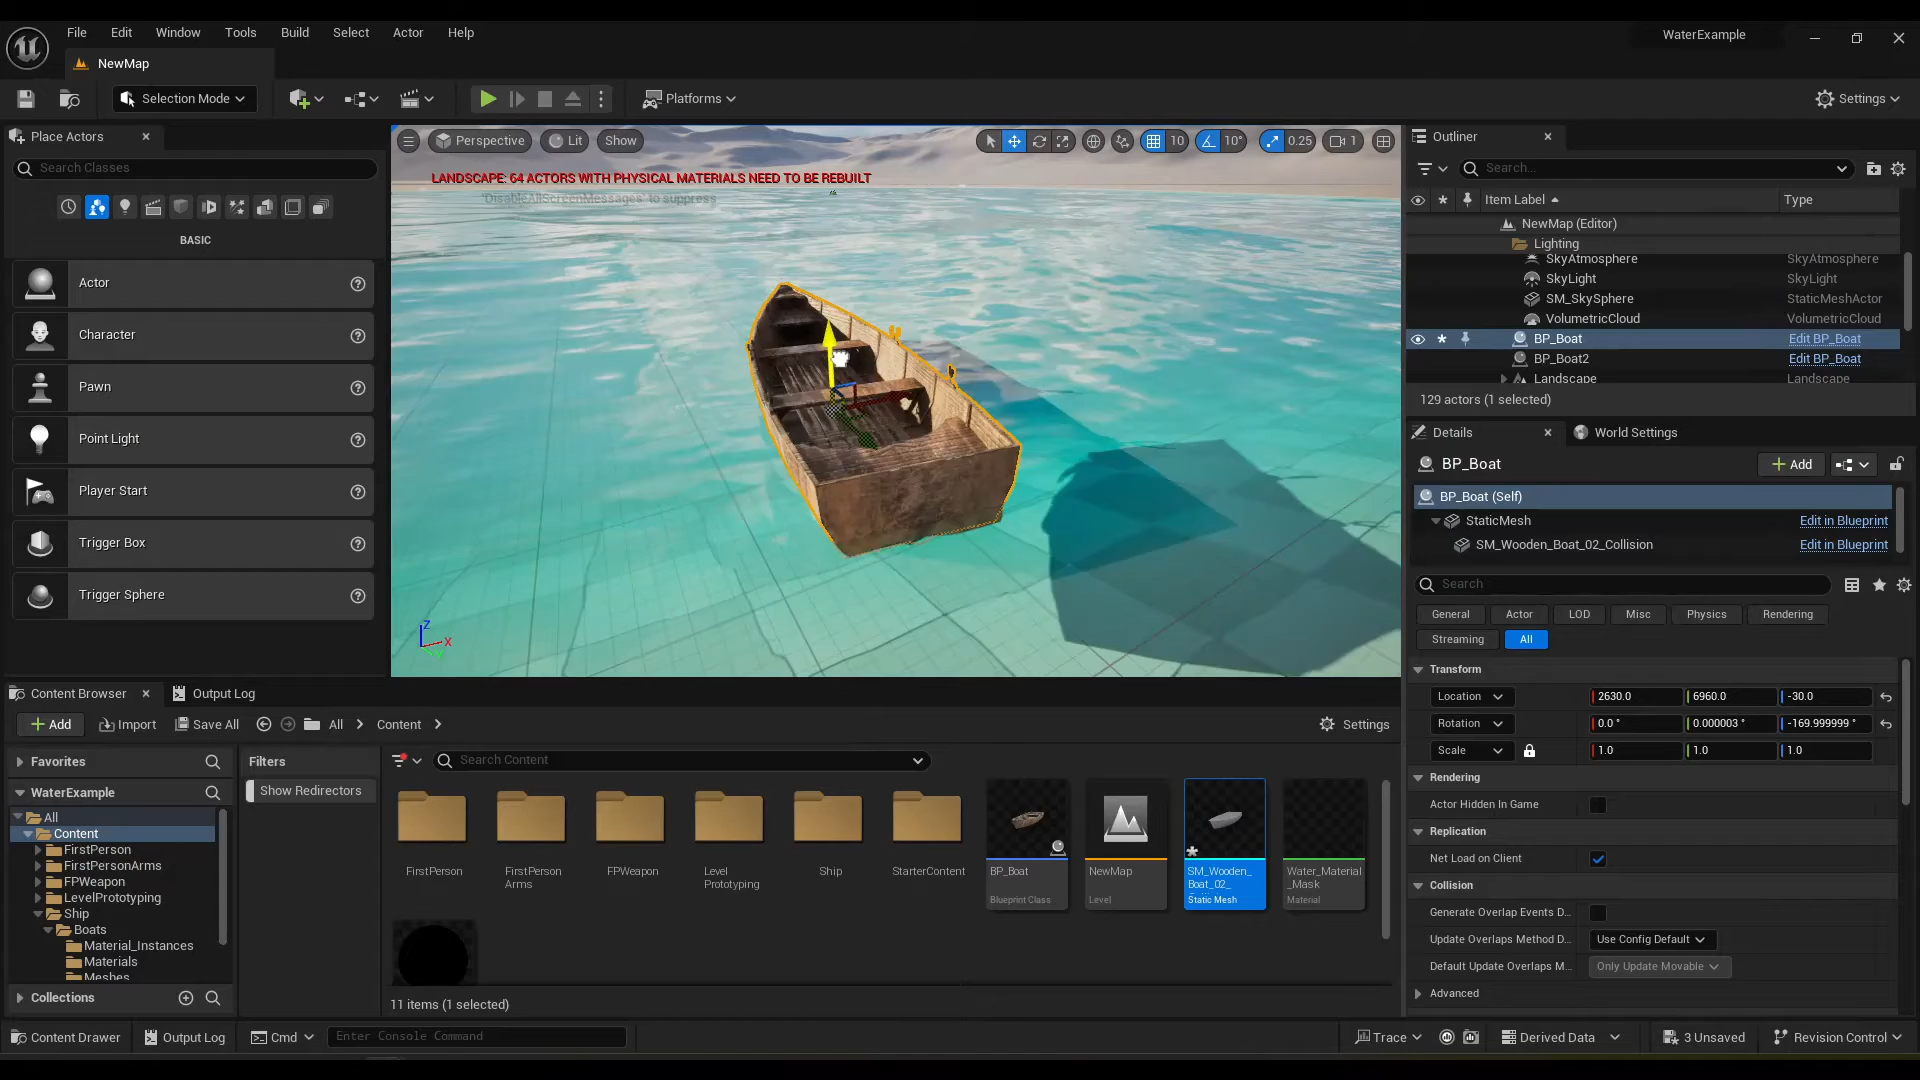 File Edit Window Tools Build Select Actor Help
WaterExample
NewMap
Selection Mode
Platforms
Settings
Place Actors
Search Classes
BASIC
Actor
Character
Pawn
Point Light
Player Start
Trigger Box
Trigger Sphere
Perspective Lit Show
10 10° 0.25 1
LANDSCAPE: 64 ACTORS WITH PHYSICAL MATERIALS NEED TO BE REBUILT
'DisableAllScreenMessages' to suppress
Z
X
Outliner
Search...
Item Label Type
NewMap (Editor)
Lighting
SkyAtmosphere SkyAtmosphere
SkyLight SkyLight
SM_SkySphere StaticMeshActor
VolumetricCloud VolumetricCloud
BP_Boat Edit BP_Boat
BP_Boat2 Edit BP_Boat
Landscape Landscape
129 actors (1 selected)
Details World Settings
BP_Boat Add
BP_Boat (Self)
StaticMesh Edit in Blueprint
SM_Wooden_Boat_02_Collision Edit in Blueprint
Search
General Actor LOD Misc Physics Rendering
Streaming All
Transform
Location 2630.0 6960.0 -30.0
Rotation 0.0 ° 0.000003 ° -169.999999 °
Scale 1.0 1.0 1.0
Rendering
Actor Hidden In Game
Replication
Net Load on Client
Collision
Generate Overlap Events D...
Update Overlaps Method D... Use Config Default
Default Update Overlaps M... Only Update Movable
Advanced
Content Browser Output Log
Add Import Save All All Content Settings
Favorites
WaterExample
All
Content
FirstPerson
FirstPersonArms
FPWeapon
LevelPrototyping
Ship
Boats
Material_Instances
Materials
Meshes
Collections
Filters
Show Redirectors
Search Content
FirstPerson
FirstPerson
Arms
FPWeapon
Level
Prototyping
Ship
StarterContent
BP_Boat
Blueprint Class
NewMap
Level
SM_Wooden_
Boat_02_
Static Mesh
Water_Material
_Mask
Material
11 items (1 selected)
Content Drawer Output Log Cmd Enter Console Command Trace Derived Data 3 Unsaved Revision Control